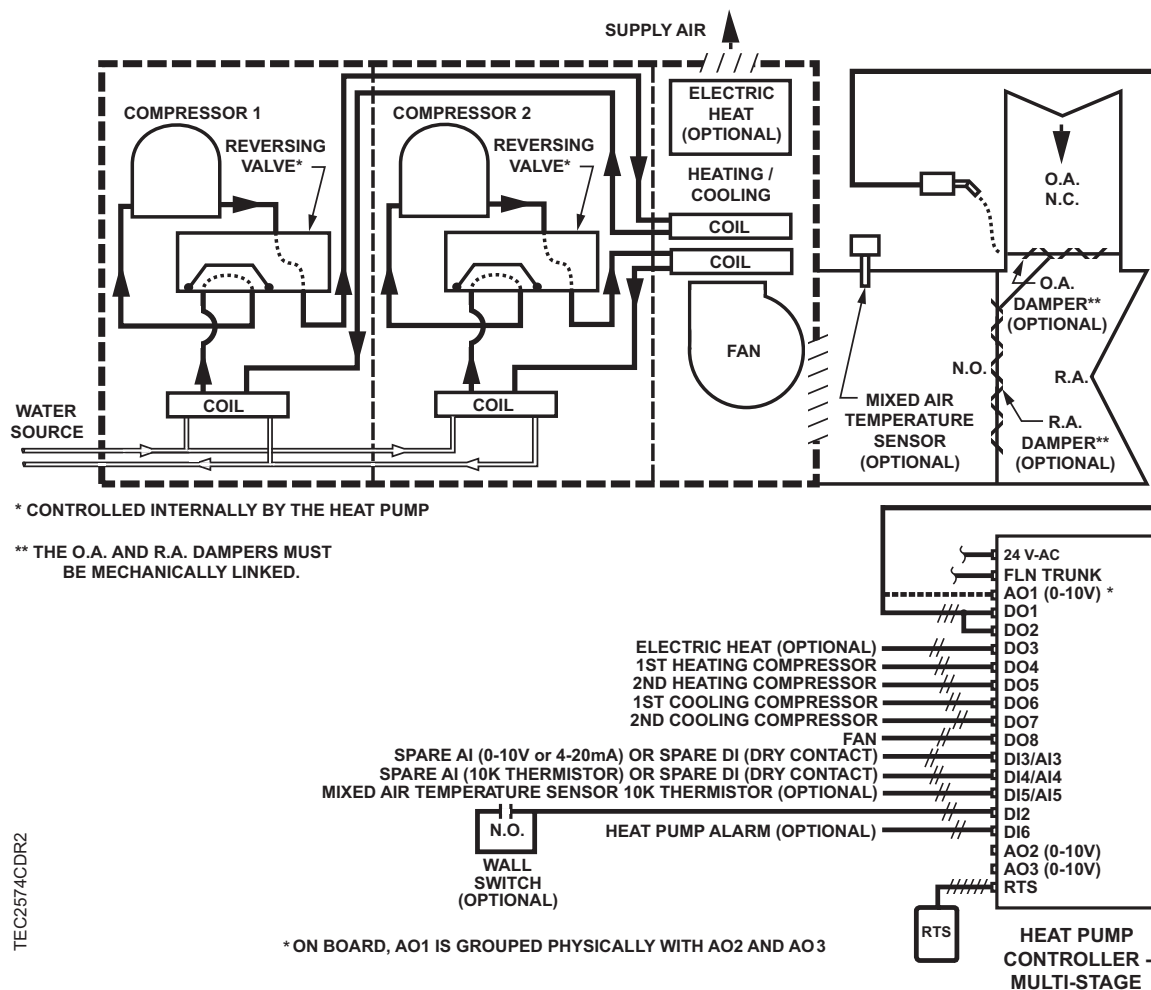 SUPPLY AIR
COMPRESSOR 1
REVERSING
VALVE*
COMPRESSOR 2
REVERSING
VALVE*
ELECTRIC
HEAT
(OPTIONAL)
HEATING /
COOLING
COIL
COIL
FAN
COIL
COIL
WATER
SOURCE
O.A.
N.C.
O.A.
DAMPER**
(OPTIONAL)
N.O.
R.A.
MIXED AIR
TEMPERATURE
SENSOR
(OPTIONAL)
R.A.
DAMPER**
(OPTIONAL)
* CONTROLLED INTERNALLY BY THE HEAT PUMP
** THE O.A. AND R.A. DAMPERS MUST
BE MECHANICALLY LINKED.
24 V-AC
FLN TRUNK
AO1 (0-10V) *
DO1
DO2
ELECTRIC HEAT (OPTIONAL) DO3
1ST HEATING COMPRESSOR DO4
2ND HEATING COMPRESSOR DO5
1ST COOLING COMPRESSOR DO6
2ND COOLING COMPRESSOR DO7
FAN DO8
SPARE AI (0-10V or 4-20mA) OR SPARE DI (DRY CONTACT) DI3/AI3
SPARE AI (10K THERMISTOR) OR SPARE DI (DRY CONTACT) DI4/AI4
MIXED AIR TEMPERATURE SENSOR 10K THERMISTOR (OPTIONAL) DI5/AI5
DI2
HEAT PUMP ALARM (OPTIONAL) DI6
AO2 (0-10V)
AO3 (0-10V)
RTS
N.O.
WALL
SWITCH
(OPTIONAL)
RTS
HEAT PUMP
CONTROLLER -
MULTI-STAGE
* ON BOARD, AO1 IS GROUPED PHYSICALLY WITH AO2 AND AO3
TEC2574CDR2